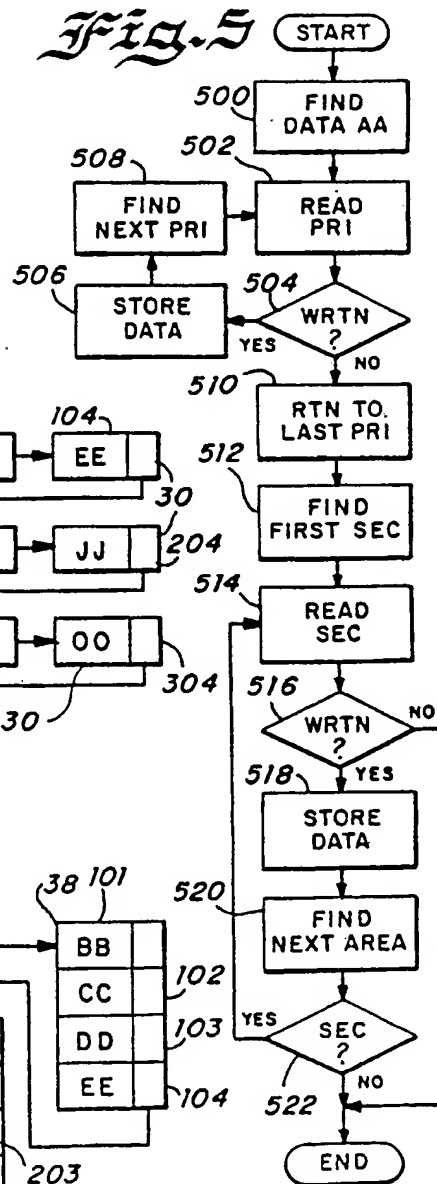 Fig. 5
START
500
FIND
DATA AA
508
502
FIND
NEXT PRI
READ
PRI
506
504
STORE
DATA
WRTN
?
YES
NO
510
RTN TO.
LAST PRI
512
FIND
FIRST SEC
104
EE
30
514
READ
SEC
JJ
204
516
OO
304
30
WRTN
?
NO
YES
518
STORE
DATA
520
FIND
NEXT AREA
38
101
BB
CC
102
DD
103
EE
104
YES
SEC
?
522
NO
203
END